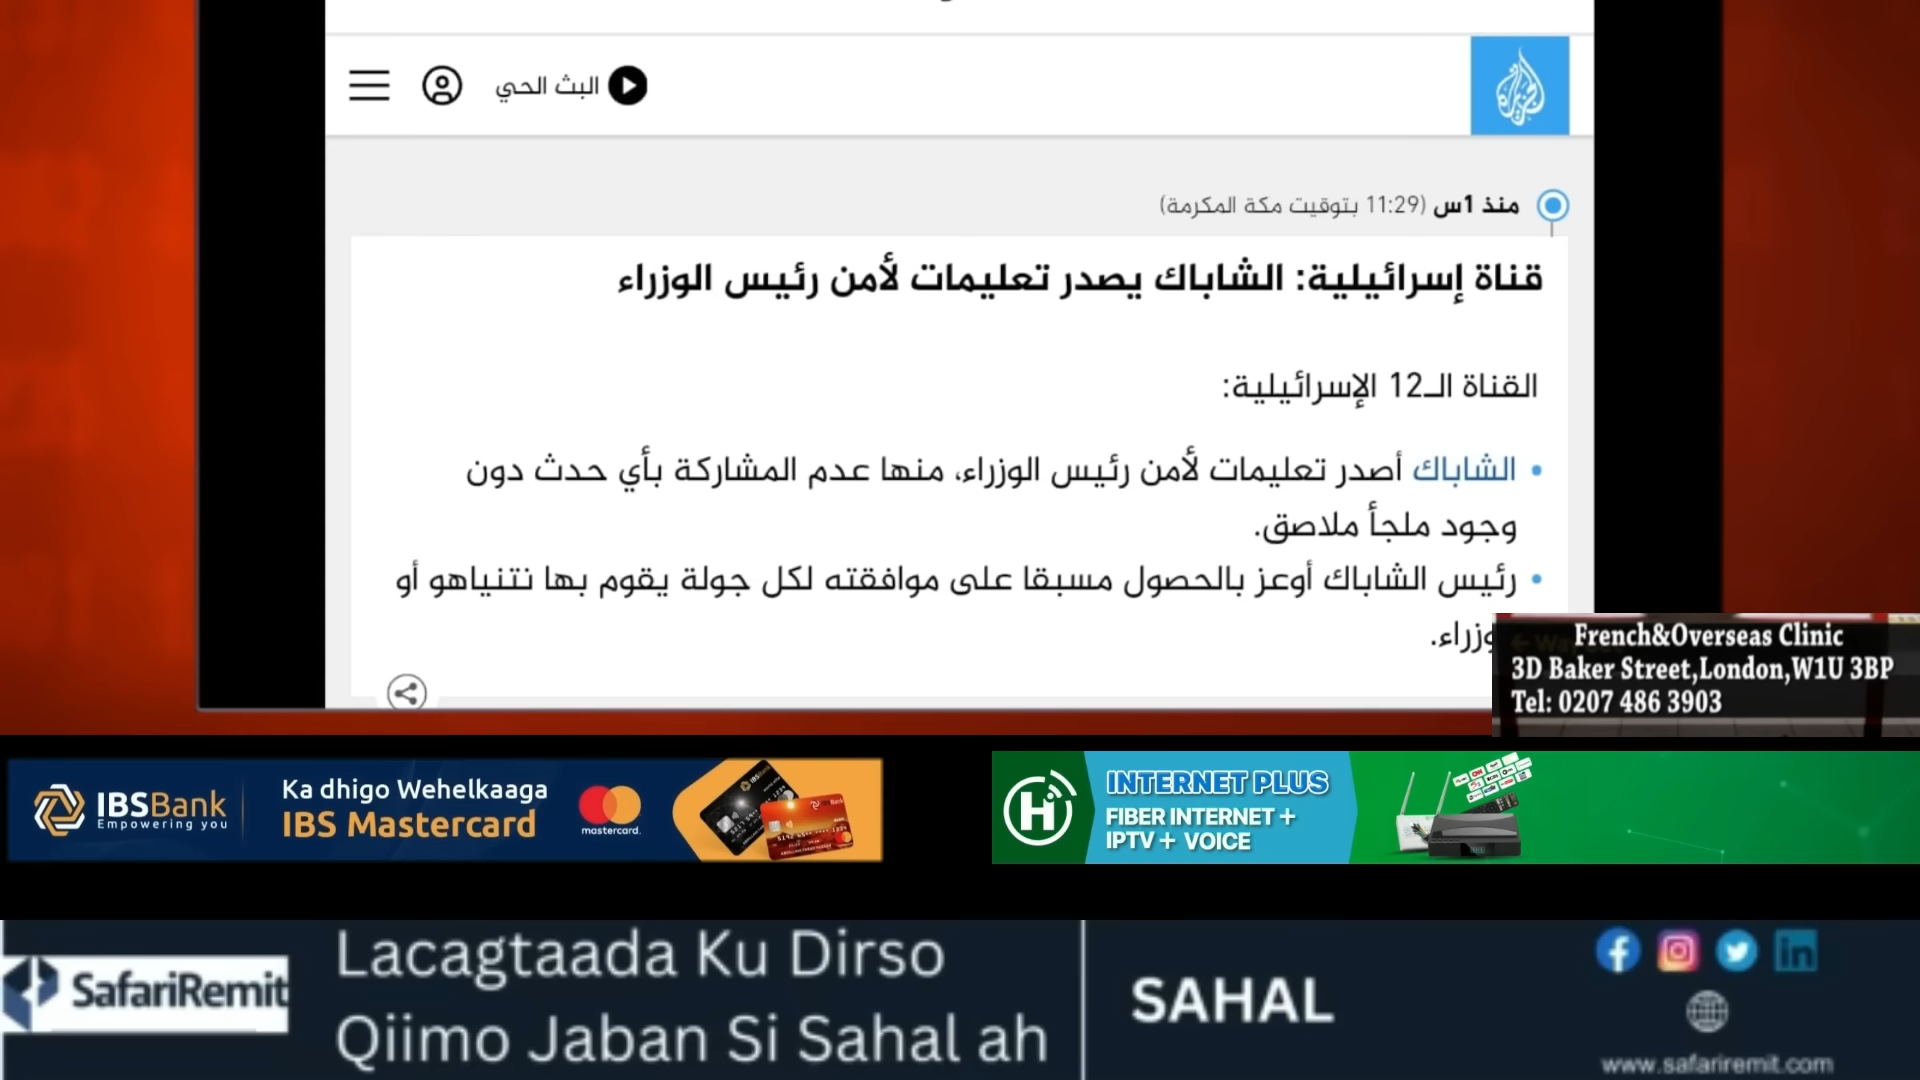 البث الحي
منذ 1س (11:29 بتوقيت مكة المكرمة)
قناة إسرائيلية: الشاباك يصدر تعليمات لأمن رئيس الوزراء
القناة الـ12 الإسرائيلية:
• الشاباك أصدر تعليمات لأمن رئيس الوزراء، منها عدم المشاركة بأي حدث دون
وجود ملجأ ملاصق.
• رئيس الشاباك أوعز بالحصول مسبقا على موافقته لكل جولة يقوم بها نتنياهو أو
French&Overseas Clinic
3D Baker Street,London,W1U 3BP
Tel: 0207 486 3903
IBSBank
Empowering you
Ka dhigo Wehelkaaga
IBS Mastercard
mastercard.
INTERNET PLUS
FIBER INTERNET +
IPTV + VOICE
SafariRemit
Lacagtaada Ku Dirso
Qiimo Jaban Si Sahal ah
SAHAL
www.safariremit.com